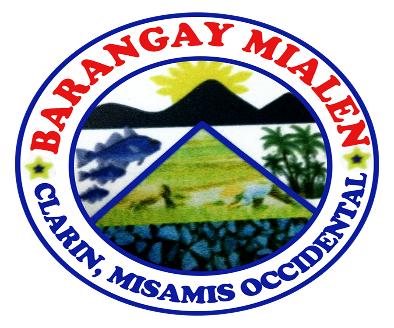 BARANGAY MIALEN
CLARIN, MISAMIS OCCIDENTAL